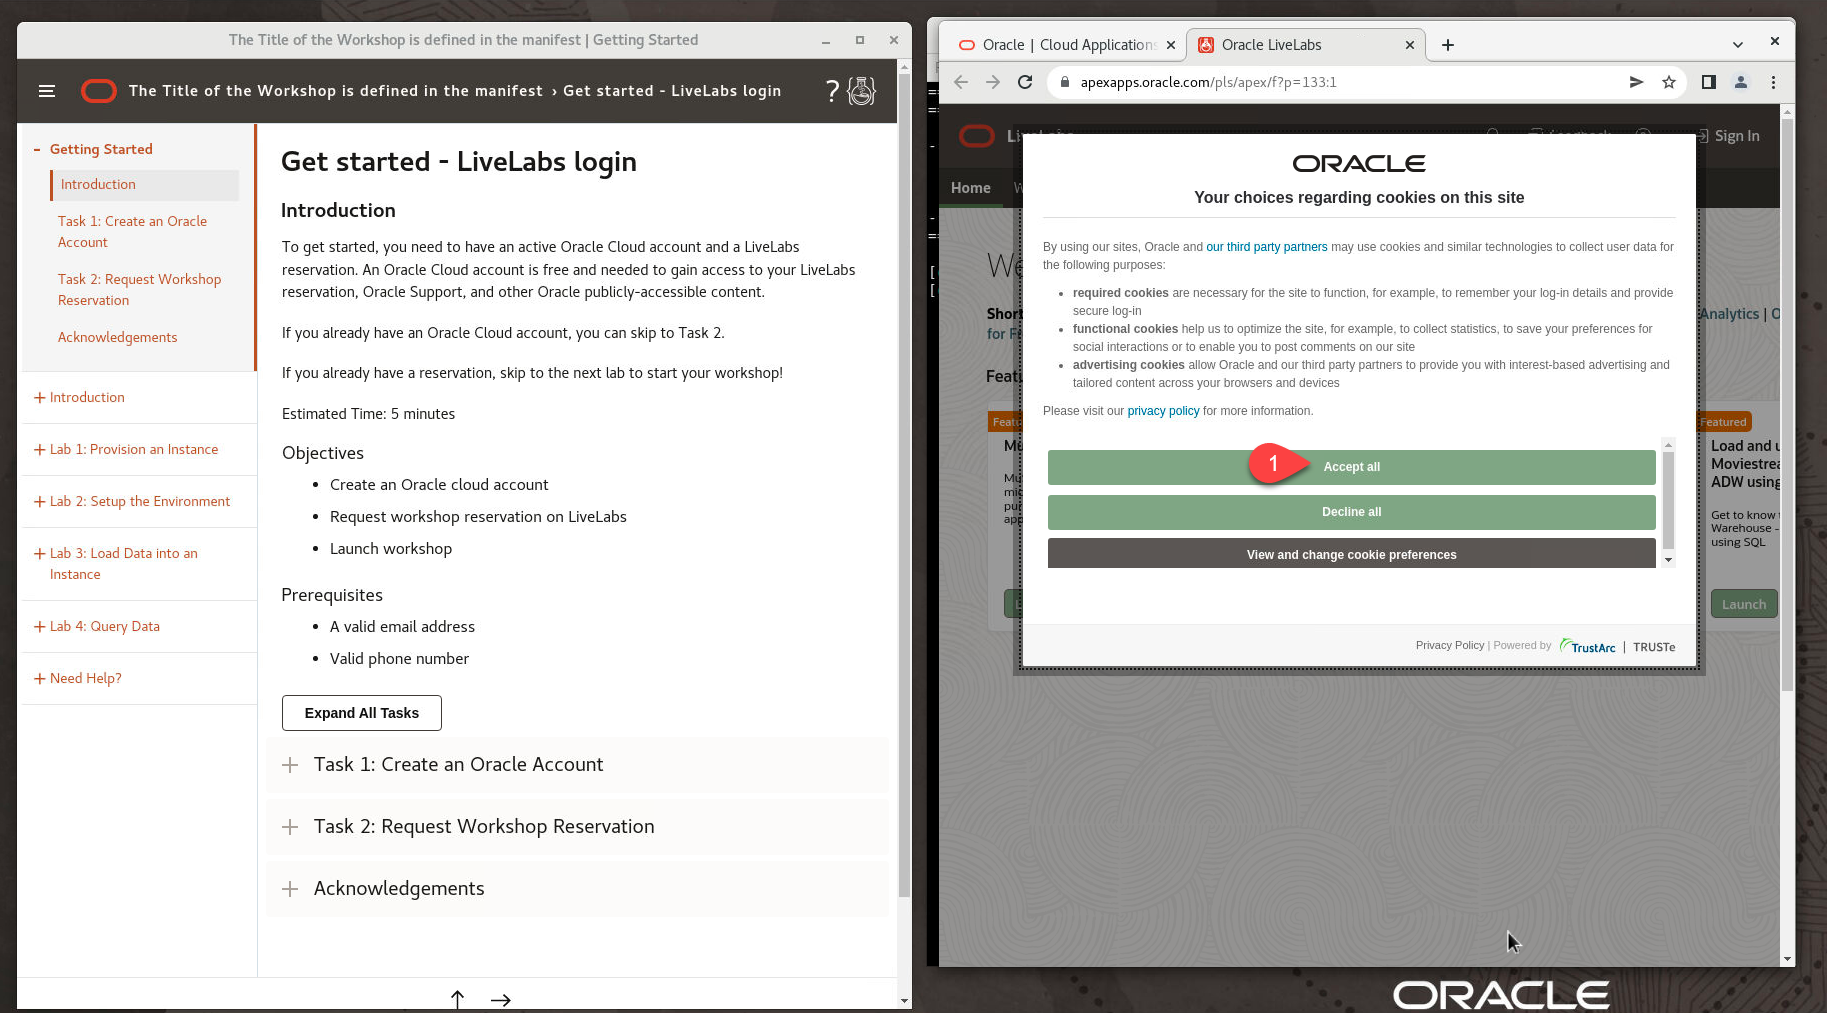 The Title of the Workshop is defined in the manifest | Getting Started
The Title of the Workshop is defined in the manifest › Get started - LiveLabs login
?
- Getting Started
Introduction
Task 1: Create an Oracle
Account
Task 2: Request Workshop
Reservation
Acknowledgements
+ Introduction
+ Lab 1: Provision an Instance
+ Lab 2: Setup the Environment
+ Lab 3: Load Data into an
Instance
+ Lab 4: Query Data
+ Need Help?
Get started - LiveLabs login
Introduction
To get started, you need to have an active Oracle Cloud account and a LiveLabs
reservation. An Oracle Cloud account is free and needed to gain access to your LiveLabs
reservation, Oracle Support, and other Oracle publicly-accessible content.
If you already have an Oracle Cloud account, you can skip to Task 2.
If you already have a reservation, skip to the next lab to start your workshop!
Estimated Time: 5 minutes
Objectives
• Create an Oracle cloud account
• Request workshop reservation on LiveLabs
• Launch workshop
Prerequisites
• A valid email address
• Valid phone number
Expand All Tasks
+ Task 1: Create an Oracle Account
+ Task 2: Request Workshop Reservation
+ Acknowledgements
Oracle | Cloud Applications
Oracle LiveLabs
apexapps.oracle.com/pls/apex/f?p=133:1
Sign In
Home
ORACLE
Your choices regarding cookies on this site
By using our sites, Oracle and our third party partners may use cookies and similar technologies to collect user data for
the following purposes:
• required cookies are necessary for the site to function, for example, to remember your log-in details and provide
secure log-in
• functional cookies help us to optimize the site, for example, to collect statistics, to save your preferences for
social interactions or to enable you to post comments on our site
• advertising cookies allow Oracle and our third party partners to provide you with interest-based advertising and
tailored content across your browsers and devices
Please visit our privacy policy for more information.
1
Accept all
Decline all
View and change cookie preferences
Privacy Policy | Powered by TrustArc | TRUSTe
Short
for F
Analytics | O
Featu
Featured
Load and u
Moviestrea
ADW using
Get to know
Warehouse -
using SQL
Launch
ORACLE